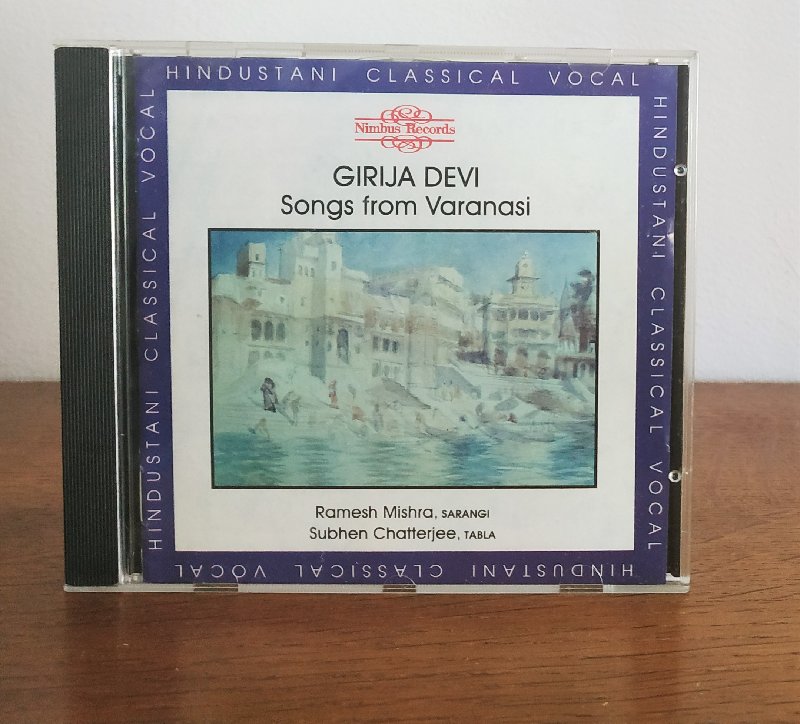 HINDUSTANI CLASSICAL VOCAL
Nimbus Records
GIRIJA DEVI
Songs from Varanasi
Ramesh Mishra, SARANGI
Subhen Chatterjee, TABLA
HINDUSTANI CLASSICAL VOCAL
HINDUSTANI CLASSICAL VOCAL
HINDUSTANI CLASSICAL VOCAL